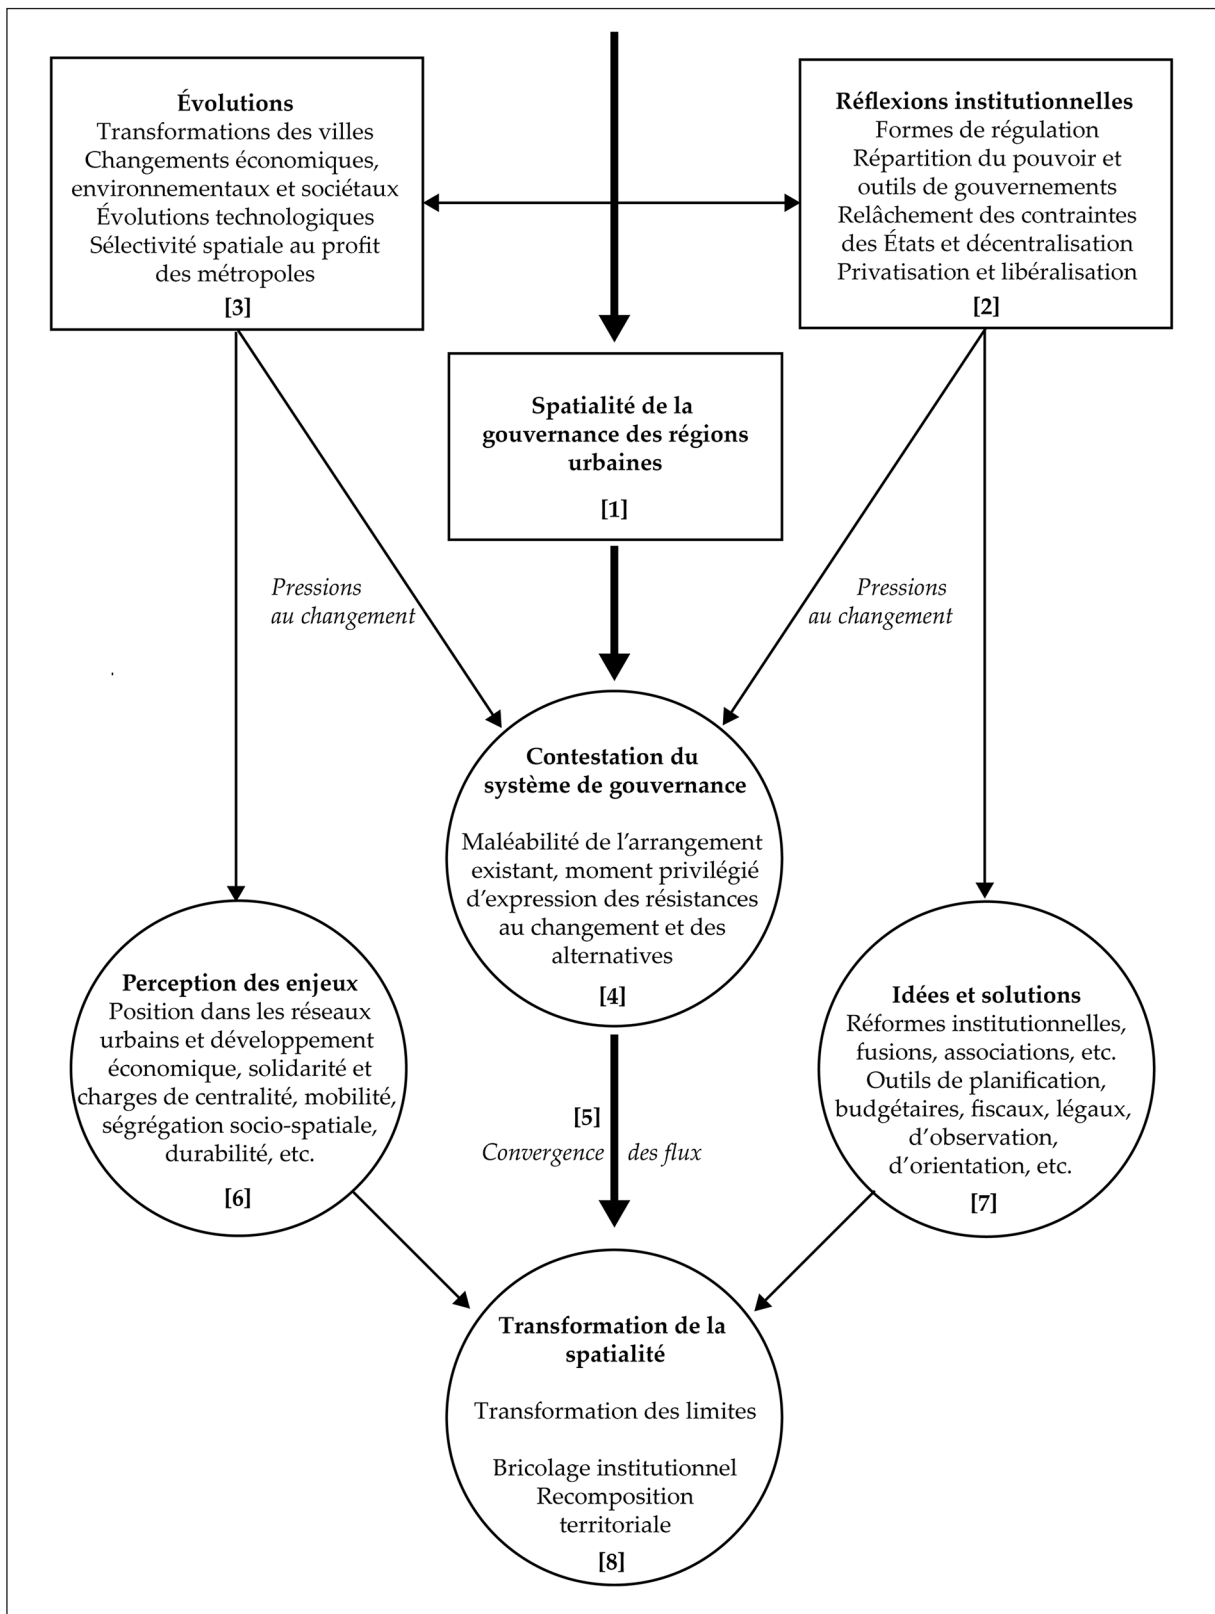 Évolutions
Transformations des villes
Changements économiques,
environnementaux et sociétaux
Évolutions technologiques
Sélectivité spatiale au profit
des métropoles
[3]
Réflexions institutionnelles
Formes de régulation
Répartition du pouvoir et
outils de gouvernements
Relâchement des contraintes
des États et décentralisation
Privatisation et libéralisation
[2]
Spatialité de la
gouvernance des régions
urbaines
[1]
Pressions
au changement
Pressions
au changement
Contestation du
système de gouvernance
Maléabilité de l'arrangement
existant, moment privilégié
d'expression des résistances
au changement et des
alternatives
[4]
Perception des enjeux
Position dans les réseaux
urbains et développement
économique, solidarité et
charges de centralité, mobilité,
ségrégation socio-spatiale,
durabilité, etc.
[6]
Idées et solutions
Réformes institutionnelles,
fusions, associations, etc.
Outils de planification,
budgétaires, fiscaux, légaux,
d'observation,
d'orientation, etc.
[7]
[5]
Convergence des flux
Transformation de la
spatialité
Transformation des limites
Bricolage institutionnel
Recomposition
territoriale
[8]